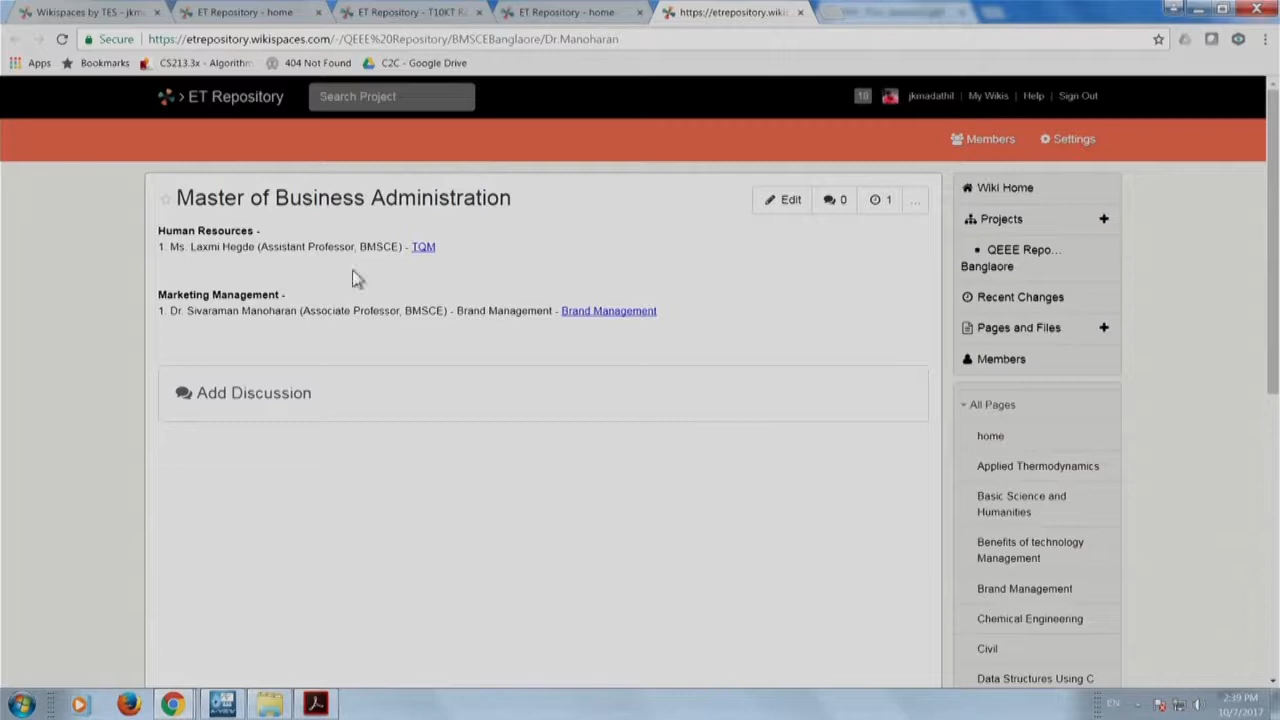 Wikispaces by TES - jkm
ET Repository - home
ET Repository - T10KT R
ET Repository - home
https://etrepository.wiki
Secure
https://etrepository.wikispaces.com/-/QEEE%20Repository/BMSCEBanglaore/Dr.Manoharan
Apps
Bookmarks
CS213.3x - Algorithm
404 Not Found
C2C - Google Drive
ET Repository
Search Project
10
jkmadathil
My Wikis
Help
Sign Out
Members
Settings
Master of Business Administration
Edit
0
1
...
Human Resources -
1. Ms. Laxmi Hegde (Assistant Professor, BMSCE) - TQM
Marketing Management -
1. Dr. Sivaraman Manoharan (Associate Professor, BMSCE) - Brand Management - Brand Management
Add Discussion
Wiki Home
Projects
QEEE Repo...
Banglaore
Recent Changes
Pages and Files
Members
All Pages
home
Applied Thermodynamics
Basic Science and
Humanities
Benefits of technology
Management
Brand Management
Chemical Engineering
Civil
Data Structures Using C
EN
2:39 PM
10/7/2017